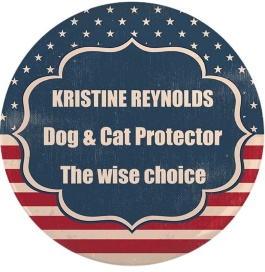 KRISTINE REYNOLDS
Dog & Cat Protector
The wise choice